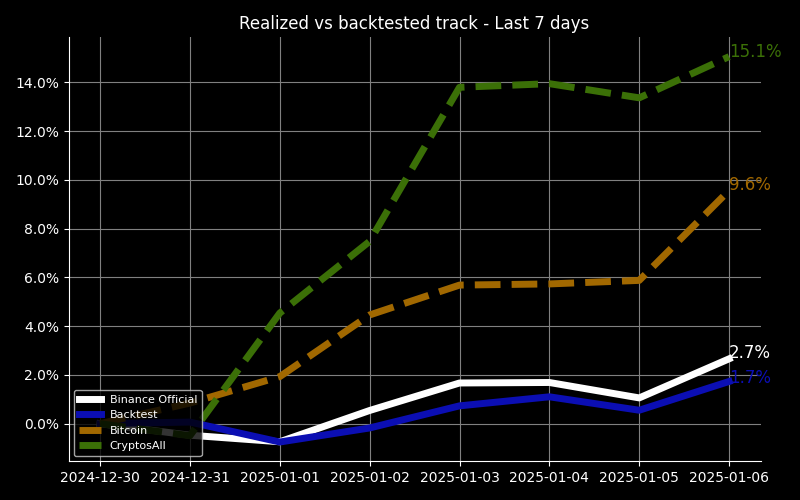 Realized vs backtested track - Last 7 days
15.1%
14.0%
12.0%
10.0%
9.6%
8.0%
6.0%
4.0%
2.7%
2.0%
1.7%
0.0%
Binance Official
Backtest
Bitcoin
CryptosAll
2024-12-30 2024-12-31 2025-01-01 2025-01-02 2025-01-03 2025-01-04 2025-01-05 2025-01-06